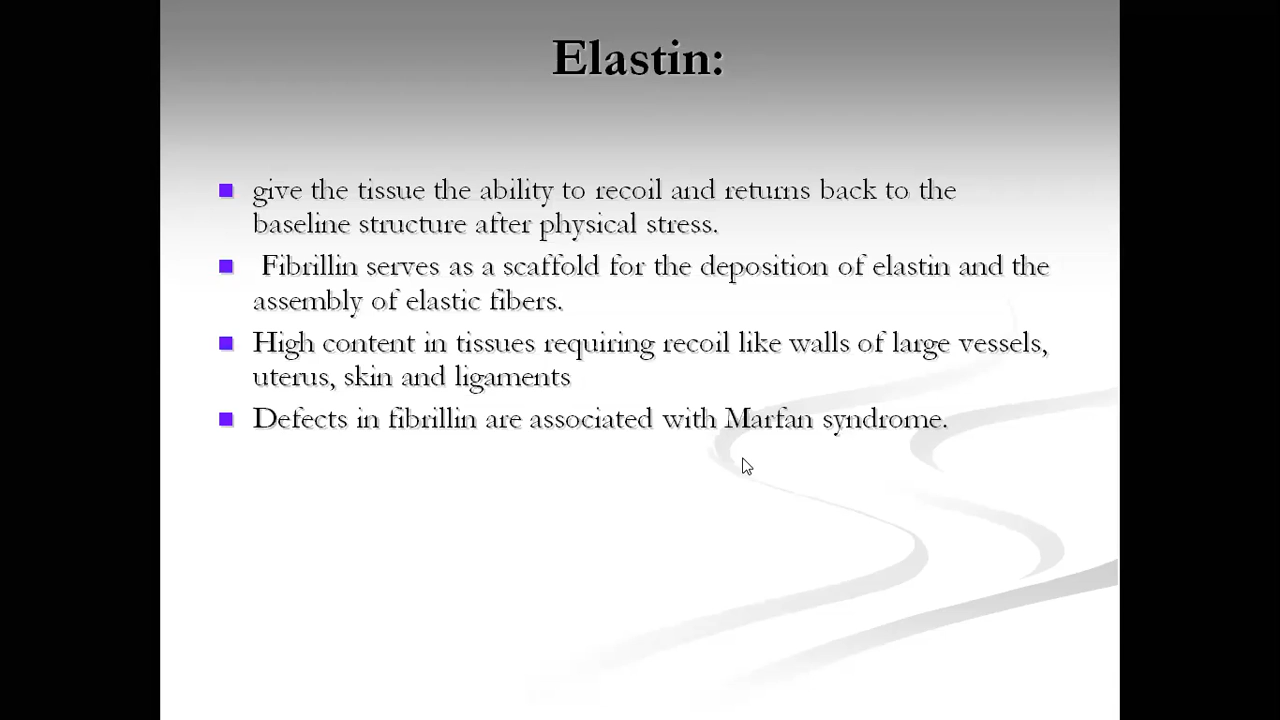 Elastin:
give the tissue the ability to recoil and returns back to the
baseline structure after physical stress.
Fibrillin serves as a scaffold for the deposition of elastin and the
assembly of elastic fibers.
High content in tissues requiring recoil like walls of large vessels,
uterus, skin and ligaments
Defects in fibrillin are associated with Marfan syndrome.